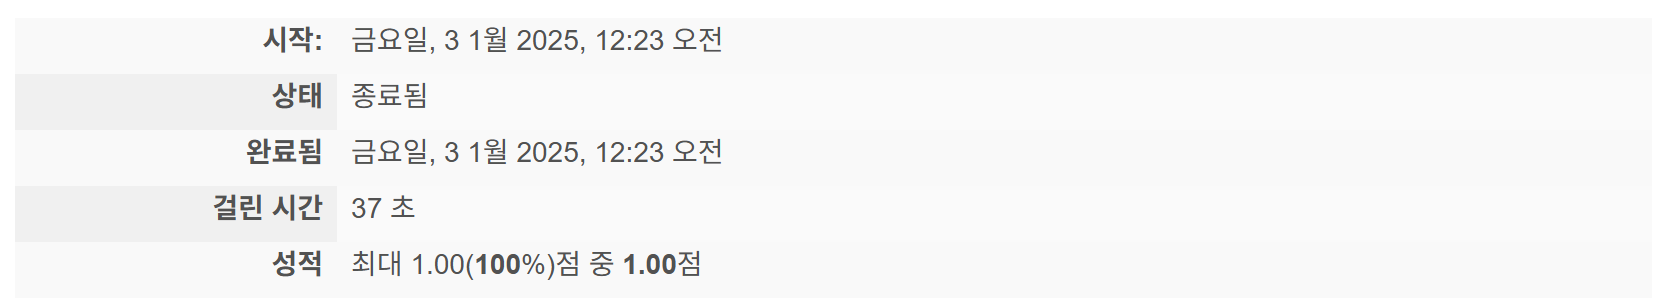 시작: 금요일, 3 1월 2025, 12:23 오전
상태 종료됨
완료됨 금요일, 3 1월 2025, 12:23 오전
걸린 시간 37 초
성적 최대 1.00(100%)점 중 1.00점